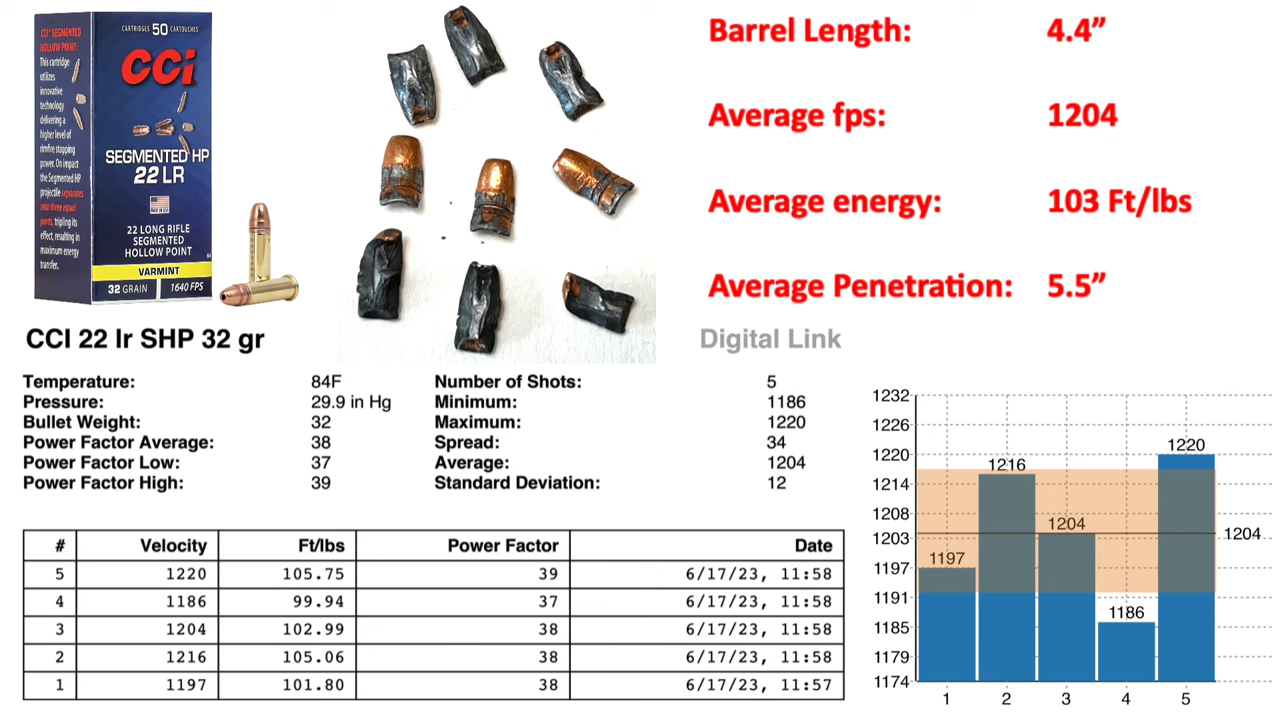 CARTRIDGES 50 CARTOUCHES
CCI
SEGMENTED HP
22 LR
MADE IN USA
22 LONG RIFLE
SEGMENTED
HOLLOW POINT
VARMINT
32 GRAIN 1640 FPS
CCI® SEGMENTED
HOLLOW POINT:
This cartridge
utilizes
innovative
technology
delivering a
higher level of
rimfire stopping
power. On impact
the Segmented HP
projectile separates
into three equal
parts, tripling its
effect, resulting in
maximum energy
transfer.
Barrel Length: 4.4”
Average fps: 1204
Average energy: 103 Ft/lbs
Average Penetration: 5.5”
CCI 22 lr SHP 32 gr
Digital Link
Temperature: 84F
Pressure: 29.9 in Hg
Bullet Weight: 32
Power Factor Average: 38
Power Factor Low: 37
Power Factor High: 39
Number of Shots: 5
Minimum: 1186
Maximum: 1220
Spread: 34
Average: 1204
Standard Deviation: 12
# Velocity Ft/lbs Power Factor Date
5 1220 105.75 39 6/17/23, 11:58
4 1186 99.94 37 6/17/23, 11:58
3 1204 102.99 38 6/17/23, 11:58
2 1216 105.06 38 6/17/23, 11:58
1 1197 101.80 38 6/17/23, 11:57
1232
1226
1220
1214
1208
1203
1197
1191
1185
1179
1174
1197
1216
1204
1186
1220
1204
1 2 3 4 5